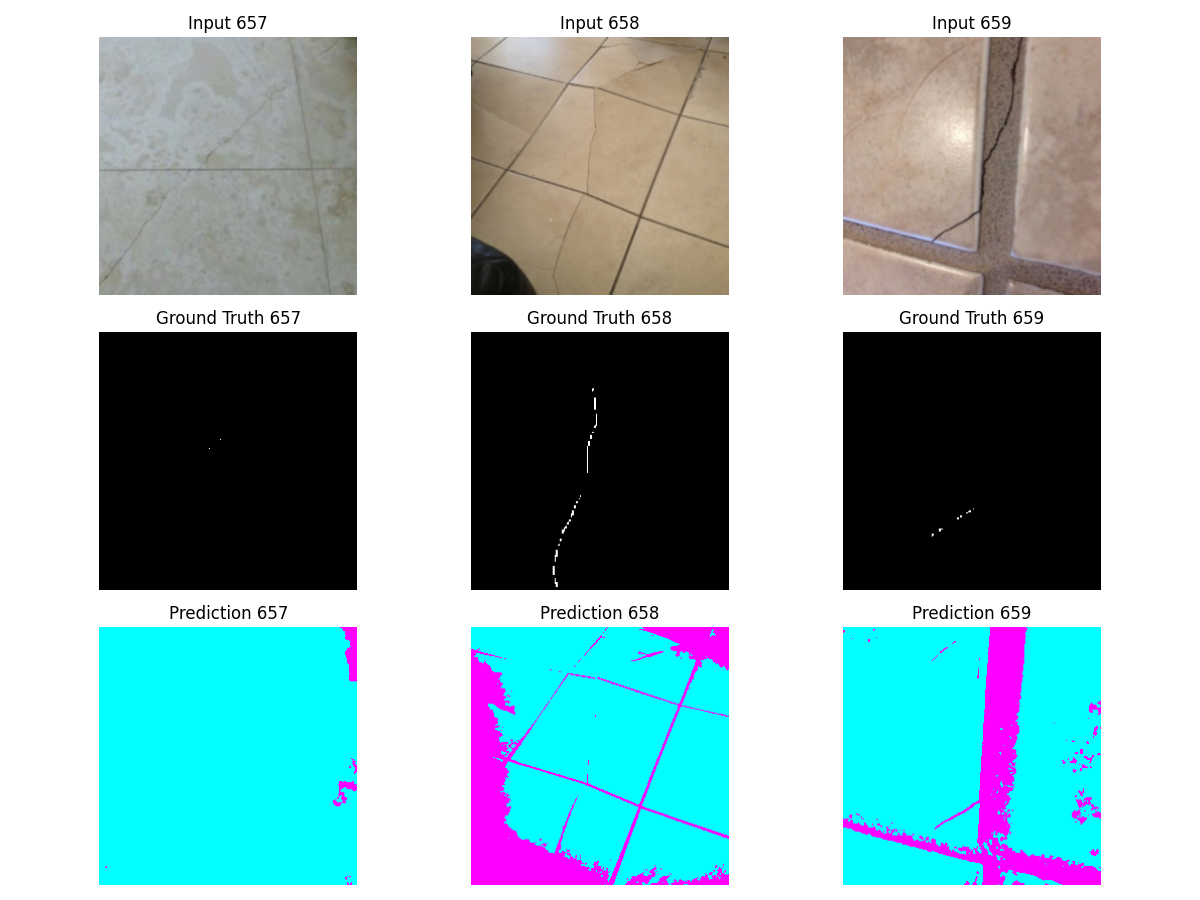 Input 657
Input 658
Input 659
Ground Truth 657
Ground Truth 658
Ground Truth 659
Prediction 657
Prediction 658
Prediction 659